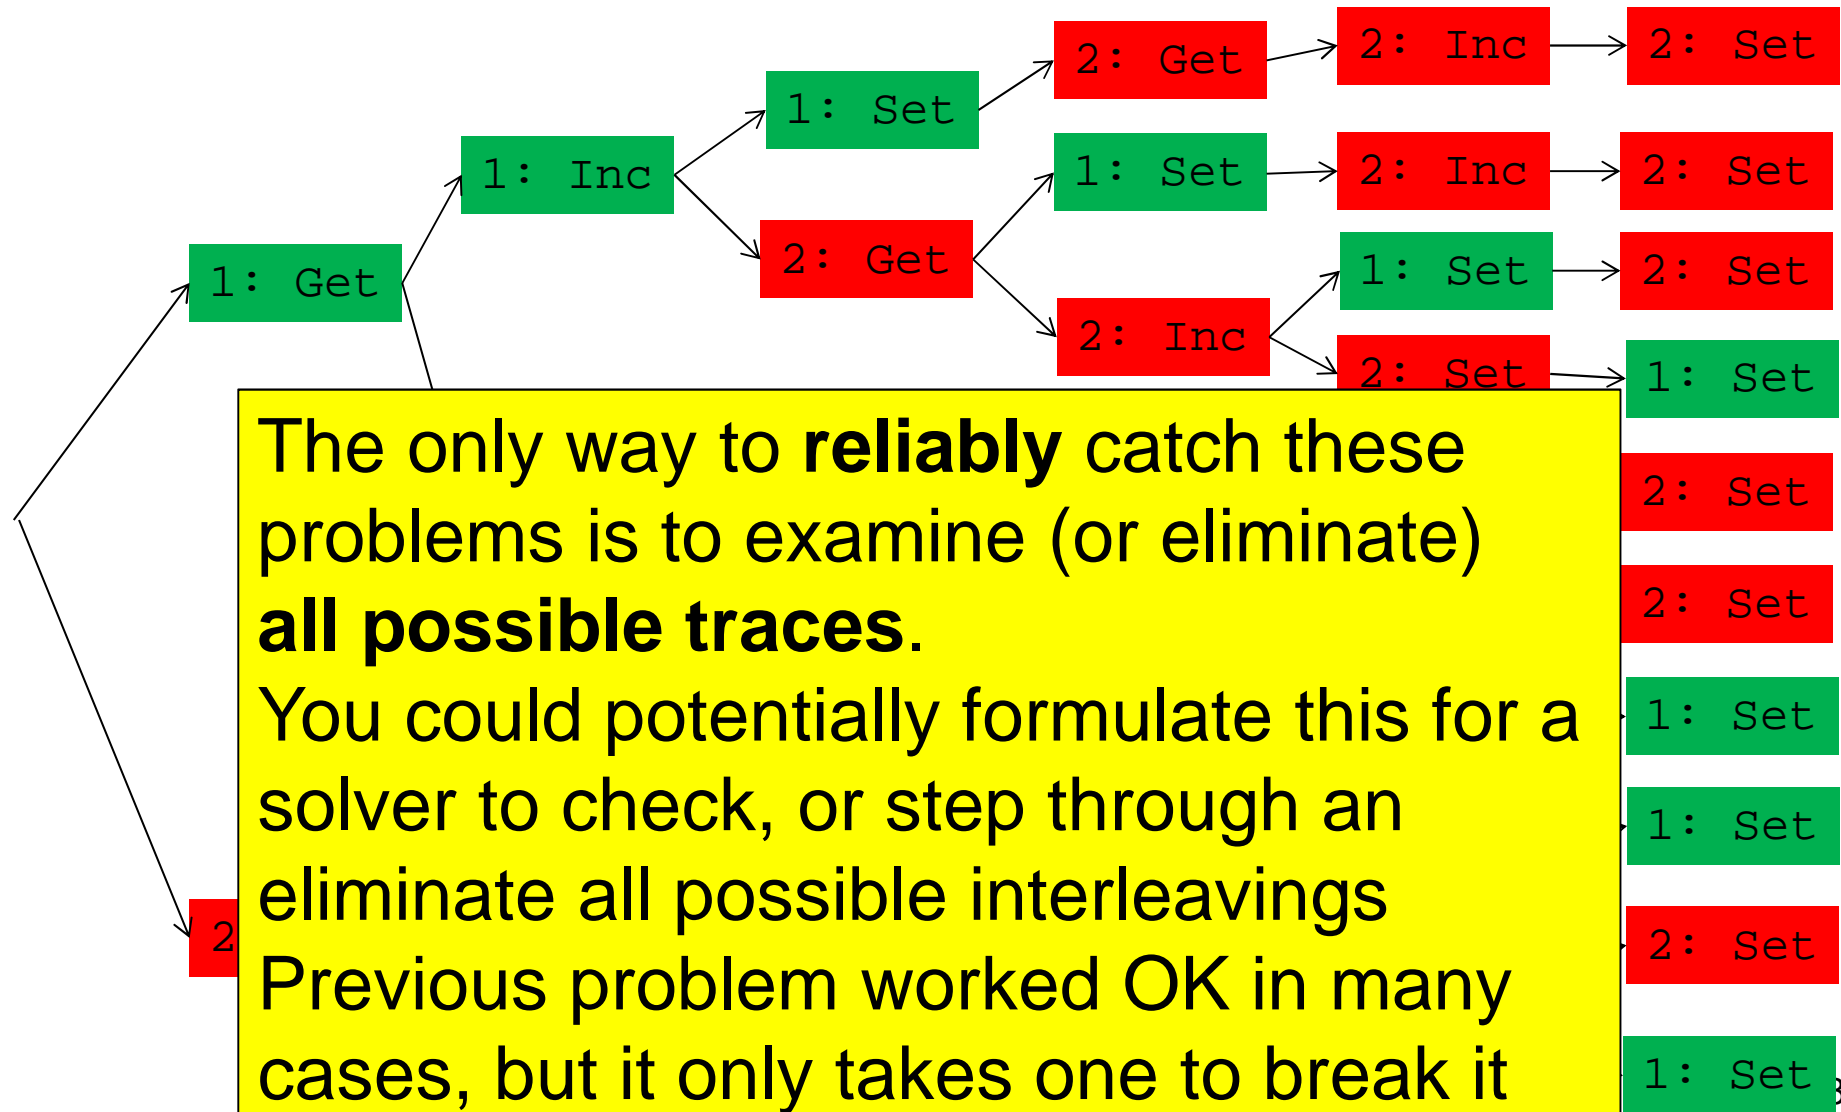 2: Get
2: Inc
2: Set
1: Set
1: Inc
1: Set
2: Inc
2: Set
2: Get
1: Get
1: Set
2: Set
2: Inc
2: Set
1: Set
The only way to reliably catch these
problems is to examine (or eliminate)
all possible traces.
You could potentially formulate this for a
solver to check, or step through an
eliminate all possible interleavings
Previous problem worked OK in many
cases, but it only takes one to break it
2: Set
2: Set
1: Set
1: Set
2
2: Set
1: Set